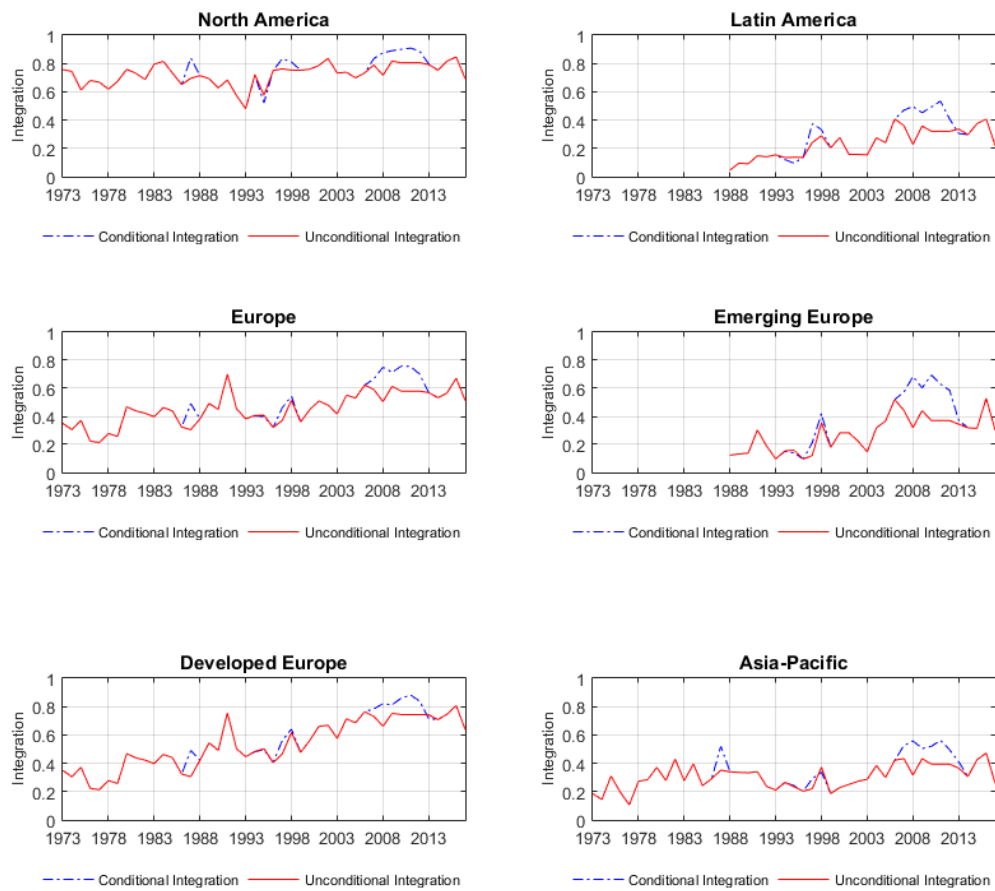 North America
Integration
1
0.8
0.6
0.4
0.2
0
1973 1978 1983 1988 1993 1998 2003 2008 2013
Conditional Integration Unconditional Integration
Latin America
Integration
1
0.8
0.6
0.4
0.2
0
1973 1978 1983 1988 1993 1998 2003 2008 2013
Conditional Integration Unconditional Integration
Europe
Integration
1
0.8
0.6
0.4
0.2
0
1973 1978 1983 1988 1993 1998 2003 2008 2013
Conditional Integration Unconditional Integration
Emerging Europe
Integration
1
0.8
0.6
0.4
0.2
0
1973 1978 1983 1988 1993 1998 2003 2008 2013
Conditional Integration Unconditional Integration
Developed Europe
Integration
1
0.8
0.6
0.4
0.2
0
1973 1978 1983 1988 1993 1998 2003 2008 2013
Conditional Integration Unconditional Integration
Asia-Pacific
Integration
1
0.8
0.6
0.4
0.2
0
1973 1978 1983 1988 1993 1998 2003 2008 2013
Conditional Integration Unconditional Integration